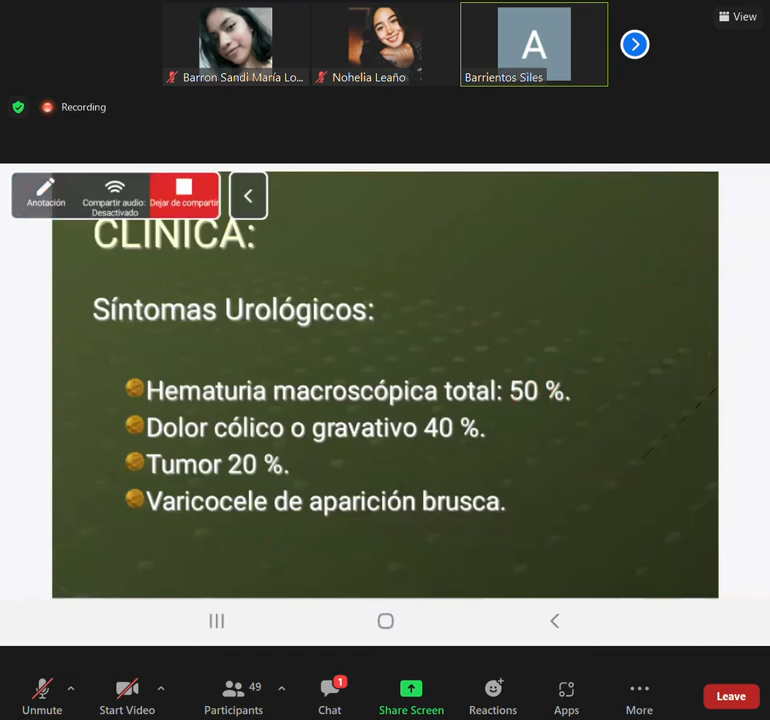 View
Barron Sandi María Lo...
Nohelia Leaño
A
Barrientos Siles
Recording
Anotación
Compartir audio:
Desactivado
Dejar de compartir
CLÍNICA:
Síntomas Urológicos:
Hematuria macroscópica total: 50 %.
Dolor cólico o gravativo 40 %.
Tumor 20 %.
Varicocele de aparición brusca.
Unmute
Start Video
49
Participants
1
Chat
Share Screen
Reactions
Apps
More
Leave